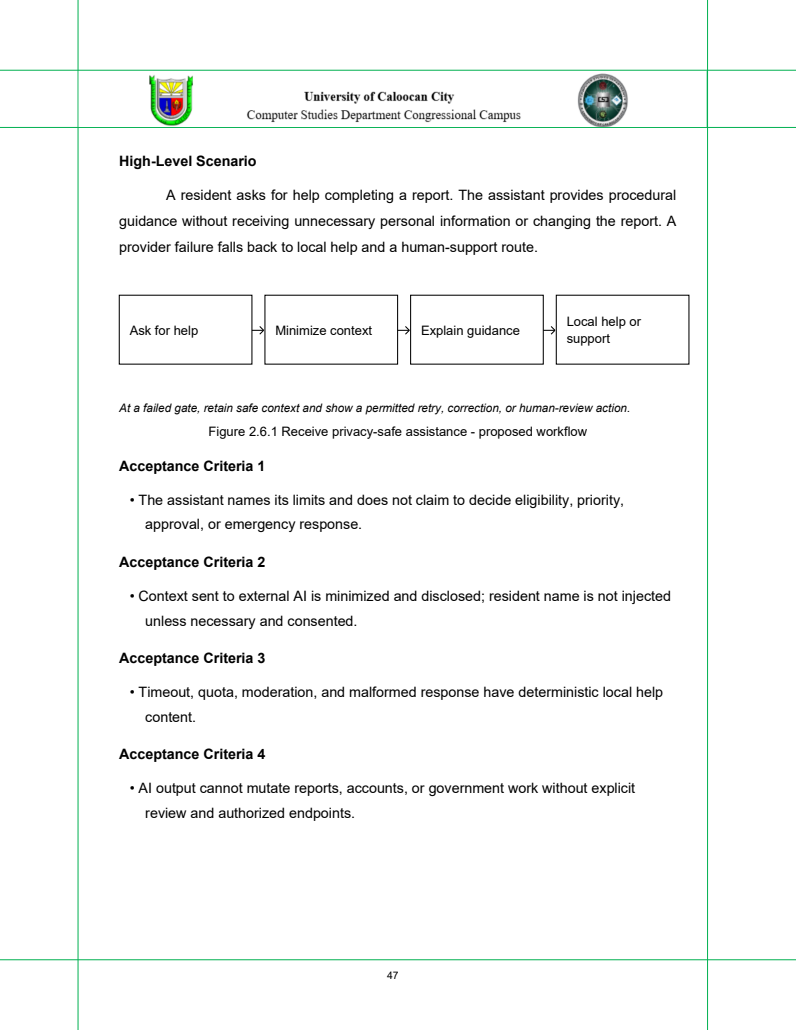 University of Caloocan City
Computer Studies Department Congressional Campus
High-Level Scenario
A resident asks for help completing a report. The assistant provides procedural
guidance without receiving unnecessary personal information or changing the report. A
provider failure falls back to local help and a human-support route.
Ask for help
Minimize context
Explain guidance
Local help or
support
At a failed gate, retain safe context and show a permitted retry, correction, or human-review action.
Figure 2.6.1 Receive privacy-safe assistance - proposed workflow
Acceptance Criteria 1
• The assistant names its limits and does not claim to decide eligibility, priority,
approval, or emergency response.
Acceptance Criteria 2
• Context sent to external AI is minimized and disclosed; resident name is not injected
unless necessary and consented.
Acceptance Criteria 3
• Timeout, quota, moderation, and malformed response have deterministic local help
content.
Acceptance Criteria 4
• AI output cannot mutate reports, accounts, or government work without explicit
review and authorized endpoints.
47